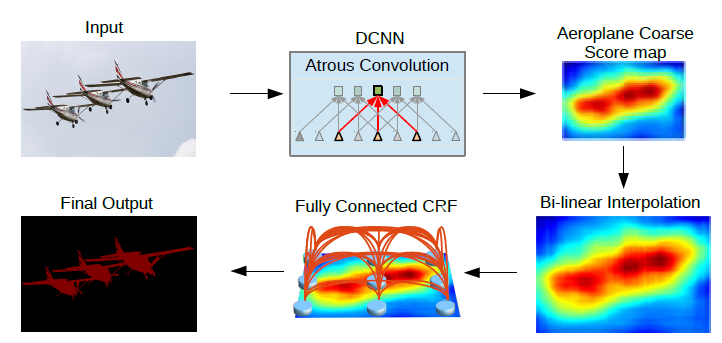 Input
DCNN
Atrous Convolution
Aeroplane Coarse
Score map
Final Output
Fully Connected CRF
Bi-linear Interpolation